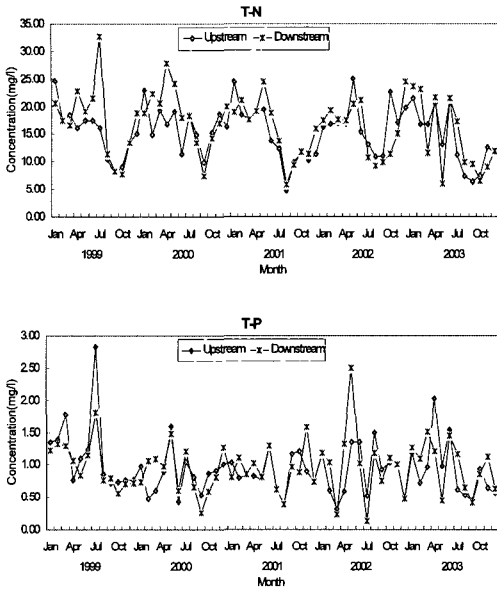 T-N
Upstream Downstream
Concentration(mg/l)
35.00
30.00
25.00
20.00
15.00
10.00
5.00
0.00
Jan Apr Jul Oct Jan Apr Jul Oct Jan Apr Jul Oct Jan Apr Jul Oct Jan Apr Jul Oct
1999 2000 2001 2002 2003
Month
T-P
Upstream Downstream
Concentration(mg/l)
3.00
2.50
2.00
1.50
1.00
0.50
0.00
Jan Apr Jul Oct Jan Apr Jul Oct Jan Apr Jul Oct Jan Apr Jul Oct Jan Apr Jul Oct
1999 2000 2001 2002 2003
Month